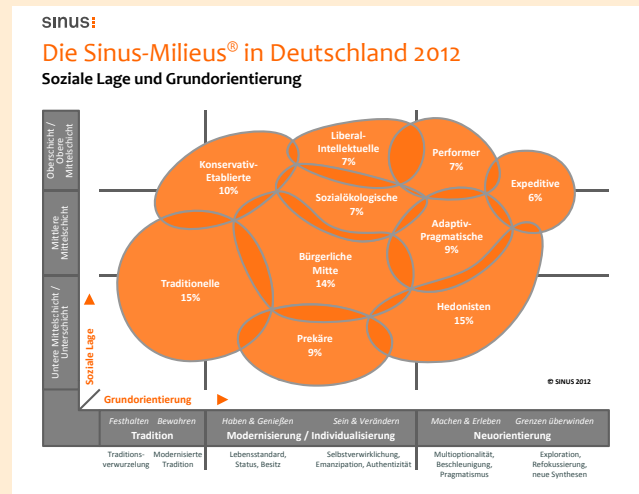 sinus:
Die Sinus-Milieus® in Deutschland 2012
Soziale Lage und Grundorientierung
Oberschicht /
Obere
Mittelschicht
Mittlere
Mittelschicht
Untere Mittelschicht /
Unterschicht
Soziale Lage
Konservativ-
Etablierte
10%
Liberal-
Intellektuelle
7%
Performer
7%
Expeditive
6%
Sozialökologische
7%
Adaptiv-
Pragmatische
9%
Bürgerliche
Mitte
14%
Traditionelle
15%
Hedonisten
15%
Prekäre
9%
© SINUS 2012
Grundorientierung
Festhalten Bewahren
Tradition
Haben & Genießen Sein & Verändern
Modernisierung / Individualisierung
Machen & Erleben Grenzen überwinden
Neuorientierung
Traditions-
verwurzelung
Modernisierte
Tradition
Lebensstandard,
Status, Besitz
Selbstverwirklichung,
Emanzipation, Authentizität
Multioptionalität,
Beschleunigung,
Pragmatismus
Exploration,
Refokussierung,
neue Synthesen